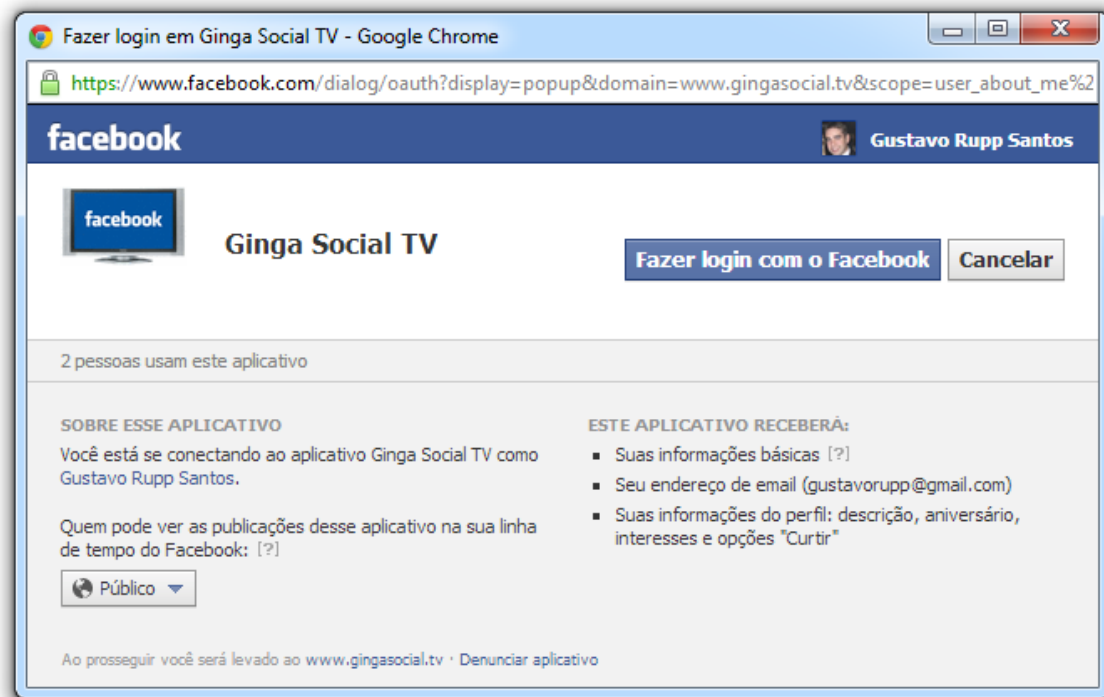 Fazer login em Ginga Social TV - Google Chrome
https://www.facebook.com/dialog/oauth?display=popup&domain=www.gingasocial.tv&scope=user_about_me%2
facebook
Gustavo Rupp Santos
facebook
Ginga Social TV
Fazer login com o Facebook
Cancelar
2 pessoas usam este aplicativo
SOBRE ESSE APLICATIVO
Você está se conectando ao aplicativo Ginga Social TV como
Gustavo Rupp Santos.
Quem pode ver as publicações desse aplicativo na sua linha
de tempo do Facebook: [?]
Público
ESTE APLICATIVO RECEBERÁ:
Suas informações básicas [?]
Seu endereço de email (gustavorupp@gmail.com)
Suas informações do perfil: descrição, aniversário,
interesses e opções "Curtir"
Ao prosseguir você será levado ao www.gingasocial.tv · Denunciar aplicativo